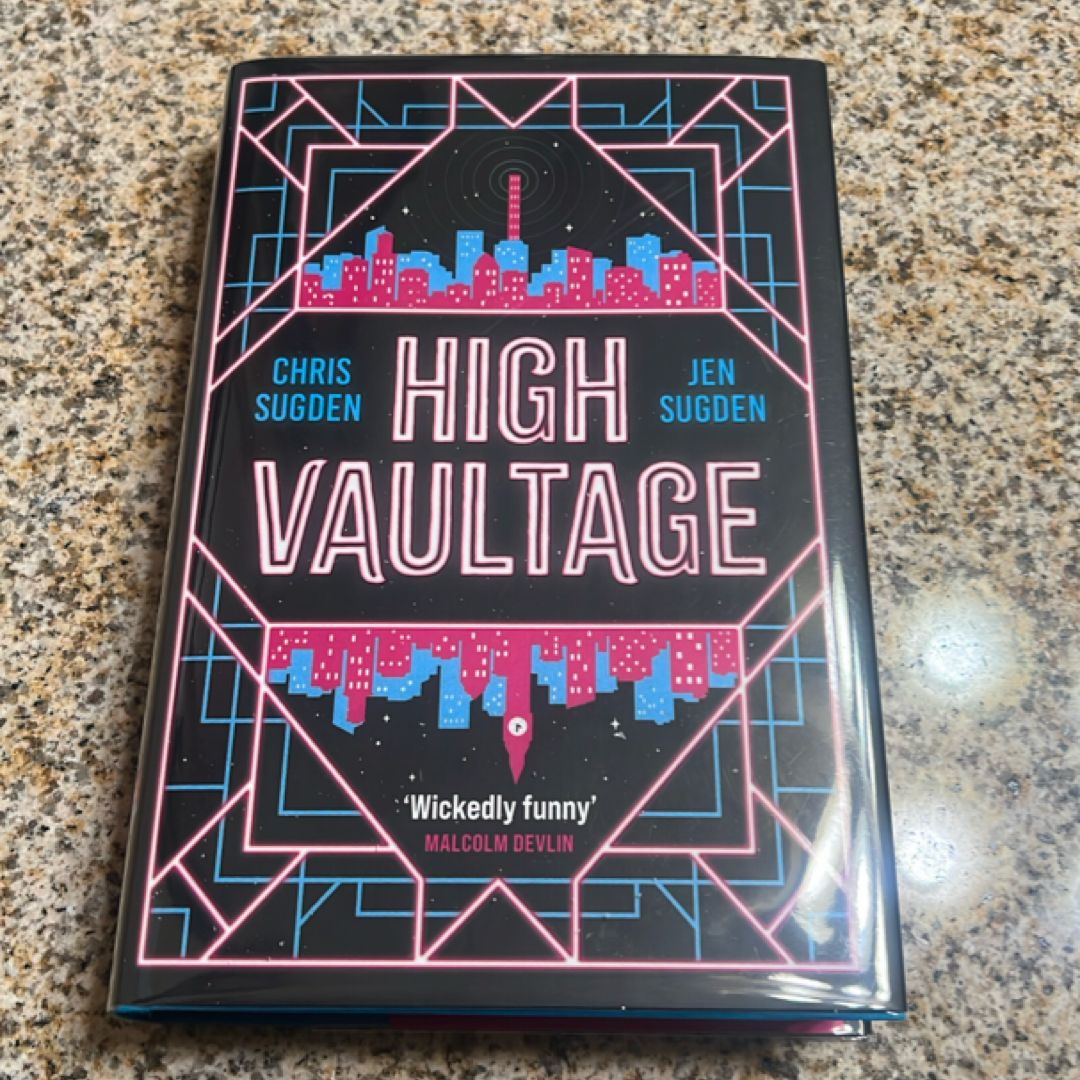 CHRIS
SUGDEN
HIGH
JEN
SUGDEN
VAULTAGE
‘Wickedly funny’
MALCOLM DEVLIN